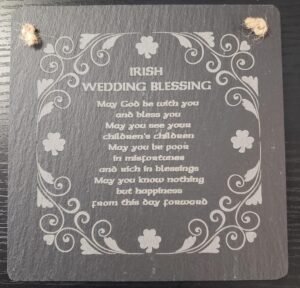 IRISH
WEDDING BLESSING
May God be with you
and bless you
May you see your
children's children
May you be poor
in misfortunes
and rich in blessings
May you know nothing
but happiness
from this day forward